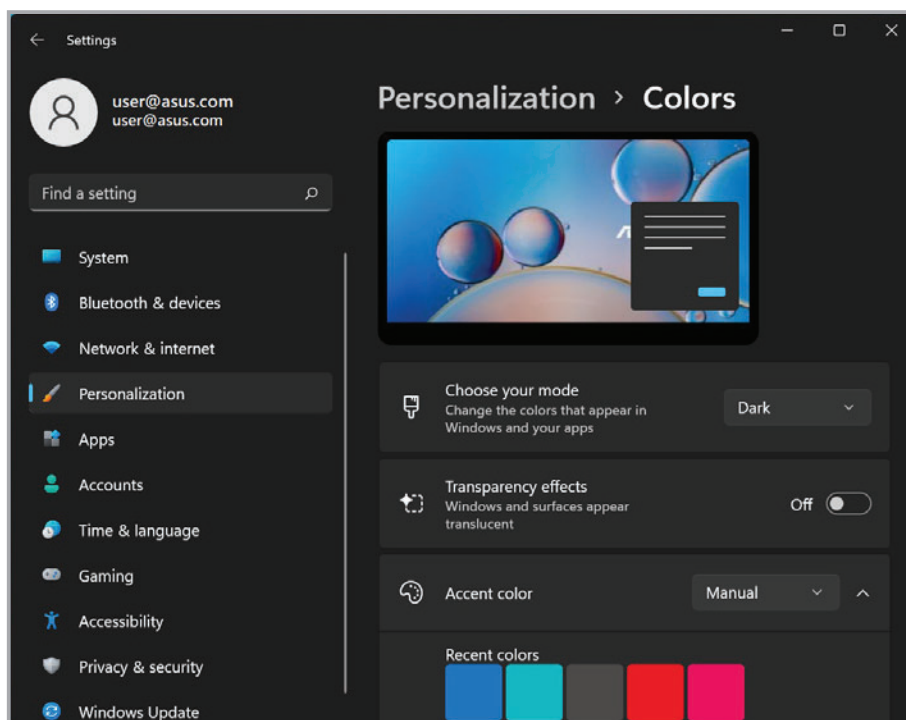 Settings
user@asus.com
user@asus.com
Find a setting
System
Bluetooth & devices
Network & internet
Personalization
Apps
Accounts
Time & language
Gaming
Accessibility
Privacy & security
Windows Update
Personalization > Colors
Choose your mode
Change the colors that appear in
Windows and your apps
Dark
Transparency effects
Windows and surfaces appear
translucent
Off
Accent color
Manual
Recent colors